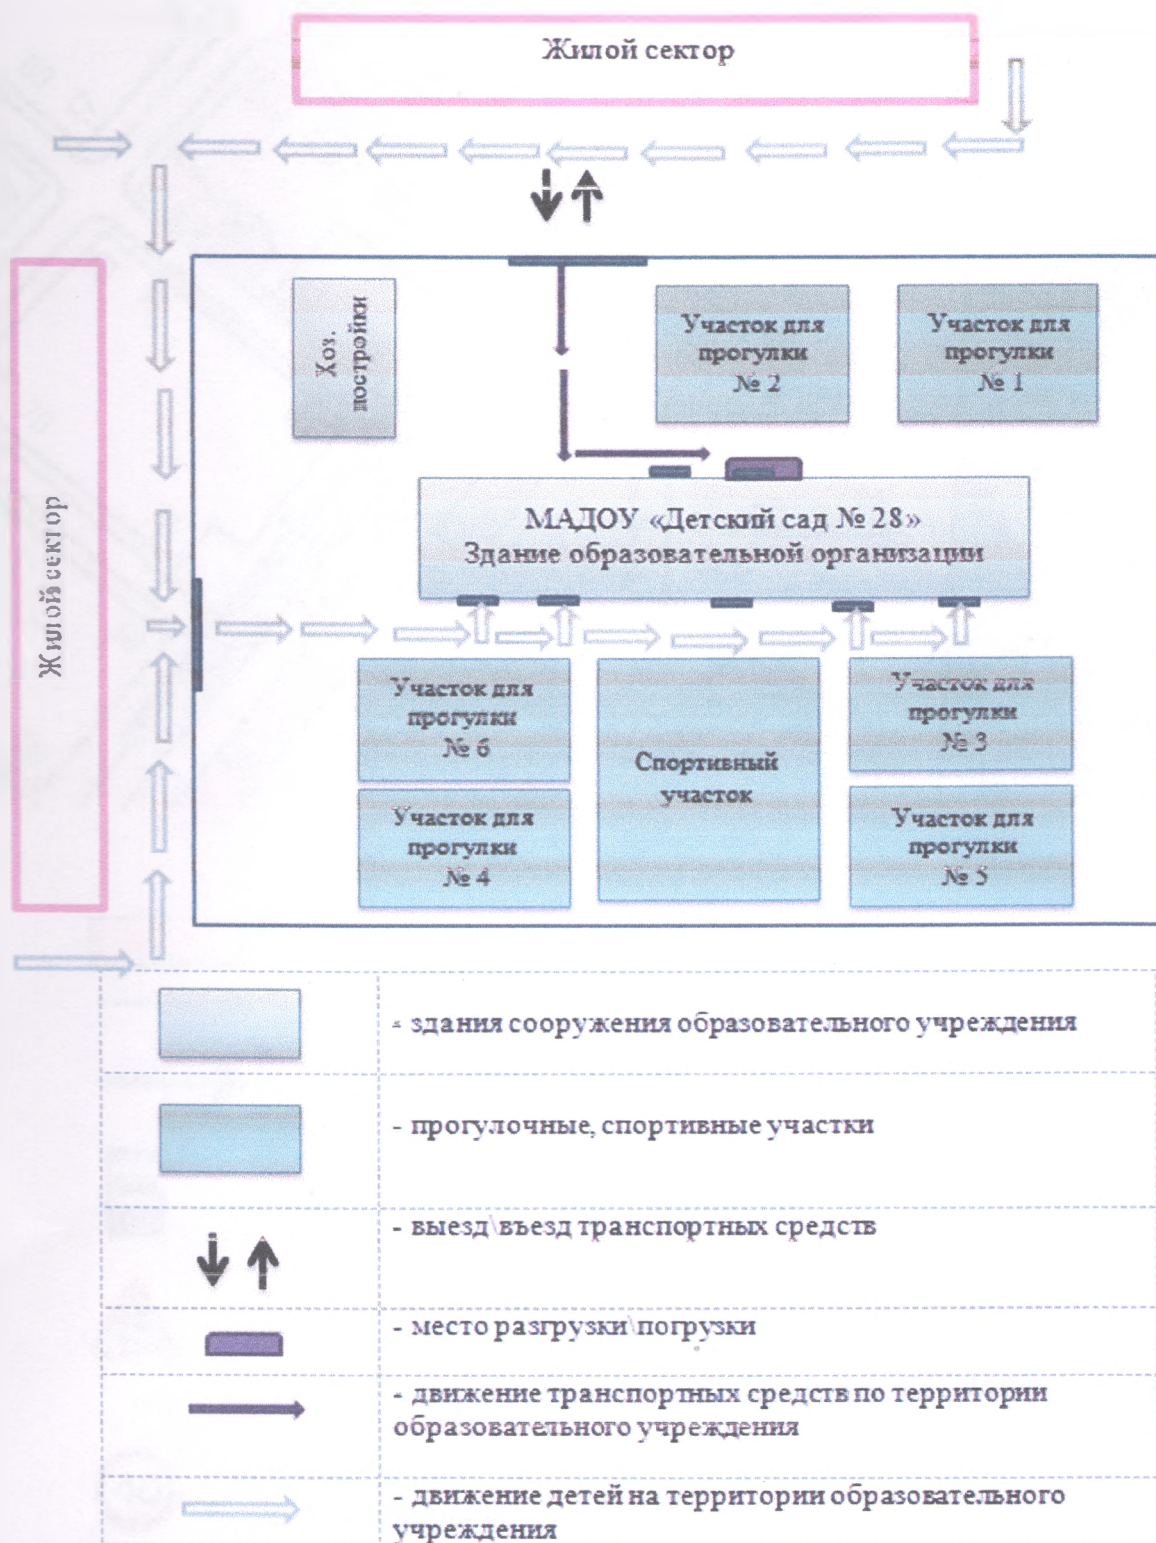 Жилой сектор
Жилой сектор
Хоз.
постройки
Участок для
прогулки
№ 2
Участок для
прогулки
№ 1
МАДОУ «Детский сад № 28»
Здание образовательной организации
Участок для
прогулки
№ 6
Спортивный
участок
Участок для
прогулки
№ 3
Участок для
прогулки
№ 4
Участок для
прогулки
№ 5
- здания сооружения образовательного учреждения
- прогулочные, спортивные участки
- выезд\въезд транспортных средств
- место разгрузки\погрузки
- движение транспортных средств по территории
образовательного учреждения
- движение детей на территории образовательного
учреждения